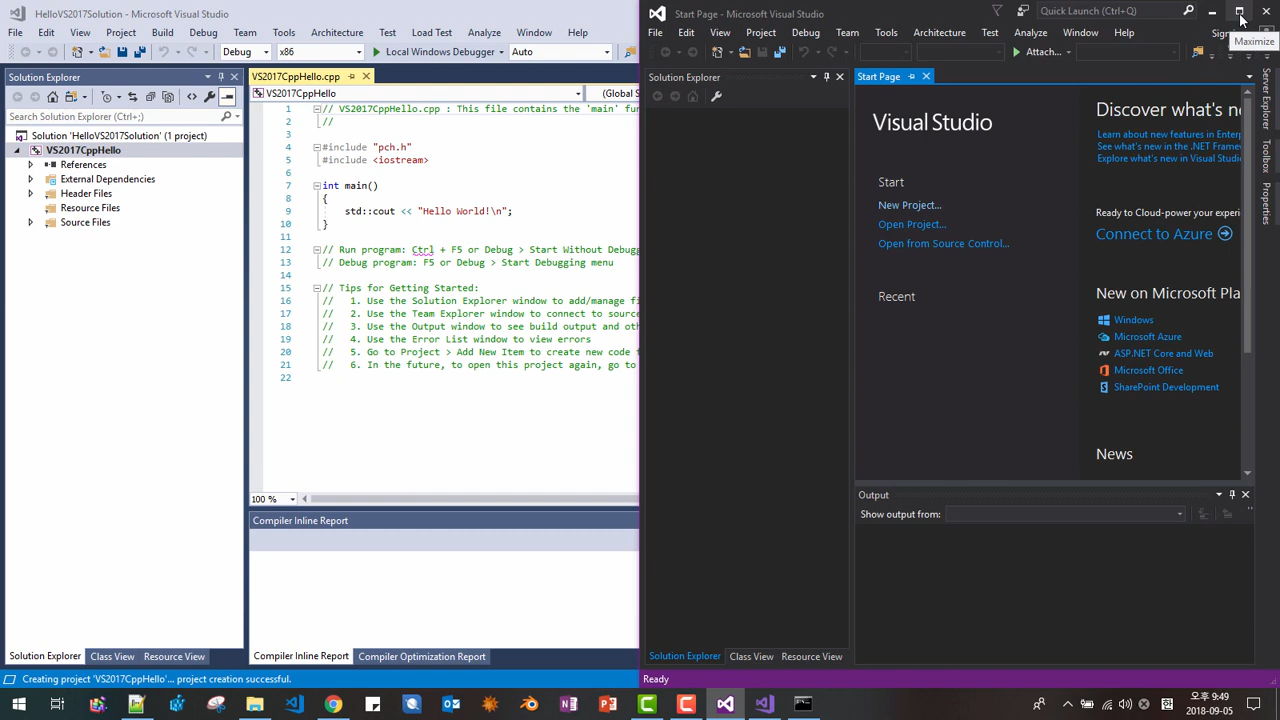 HelloVS2017Solution - Microsoft Visual Studio
File Edit View Project Build Debug Team Tools Architecture Test Load Test Analyze Window Help
Debug x86 Local Windows Debugger Auto
Solution Explorer
Search Solution Explorer (Ctrl+;)
Solution 'HelloVS2017Solution' (1 project)
VS2017CppHello
References
External Dependencies
Header Files
Resource Files
Source Files
Solution Explorer Class View Resource View
VS2017CppHello.cpp
VS2017CppHello (Global S
1 // VS2017CppHello.cpp : This file contains the 'main' fu
2 //
3
4 #include "pch.h"
5 #include <iostream>
6
7 int main()
8 {
9 std::cout << "Hello World!\n";
10 }
11
12 // Run program: Ctrl + F5 or Debug > Start Without Debugg
13 // Debug program: F5 or Debug > Start Debugging menu
14
15 // Tips for Getting Started:
16 // 1. Use the Solution Explorer window to add/manage fi
17 // 2. Use the Team Explorer window to connect to source
18 // 3. Use the Output window to see build output and oth
19 // 4. Use the Error List window to view errors
20 // 5. Go to Project > Add New Item to create new code f
21 // 6. In the future, to open this project again, go to
22
100 %
Compiler Inline Report
Compiler Inline Report Compiler Optimization Report
Creating project 'VS2017CppHello'... project creation successful.
Start Page - Microsoft Visual Studio
Quick Launch (Ctrl+Q)
File Edit View Project Debug Team Tools Architecture Test Analyze Window Help Sign
Maximize
Attach...
Solution Explorer
Solution Explorer Class View Resource View
Start Page
Visual Studio
Start
New Project...
Open Project...
Open from Source Control...
Recent
Discover what's ne
Learn about new features in Enterp
See what's new in the .NET Framew
Explore what's new in Visual Studio
Ready to Cloud-power your experi
Connect to Azure
New on Microsoft Pla
Windows
Microsoft Azure
ASP.NET Core and Web
Microsoft Office
SharePoint Development
News
Output
Show output from:
Server Explorer
Toolbox
Properties
Ready
오후 9:49
2018-09-05